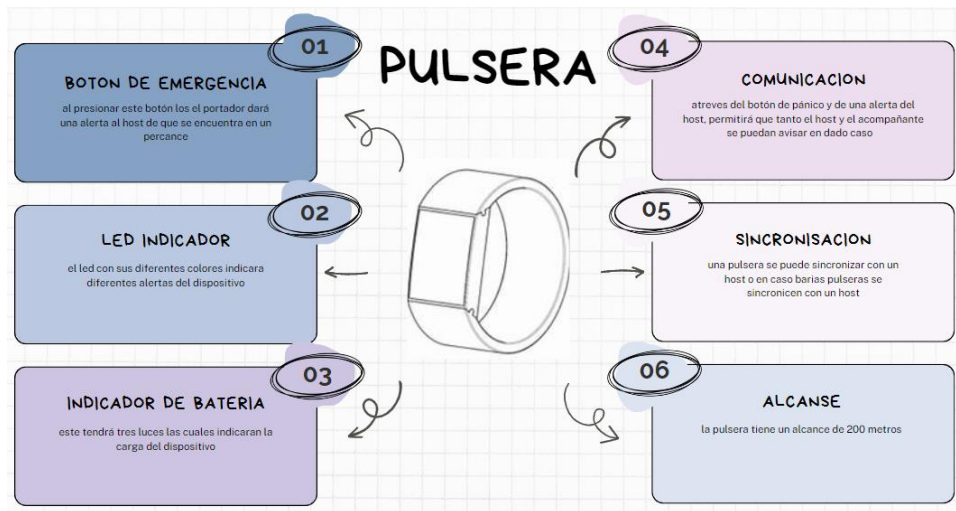 PULSERA
01
BOTON DE EMERGENCIA
al presionar este botón los el portador dará
una alerta al host de que se encuentra en un
percance
02
LED INDICADOR
el led con sus diferentes colores indicara
diferentes alertas del dispositivo
03
INDICADOR DE BATERIA
este tendrá tres luces las cuales indicaran la
carga del dispositivo
04
COMUNICACION
atreves del botón de pánico y de una alerta del
host, permitirá que tanto el host y el acompañante
se puedan avisar en dado caso
05
SINCRONISACION
una pulsera se puede sincronizar con un
host o en caso barias pulseras se
sincronicen con un host
06
ALCANSE
la pulsera tiene un alcance de 200 metros